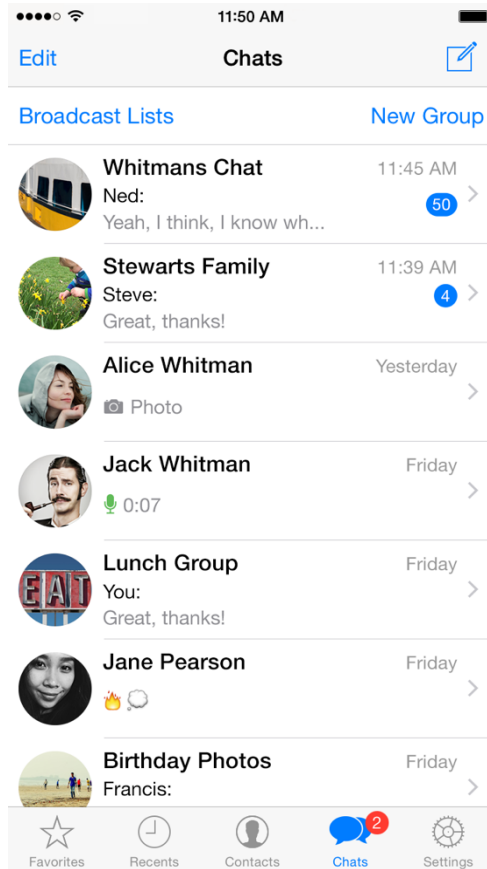 11:50 AM
Edit
Chats
Broadcast Lists
New Group
Whitmans Chat
11:45 AM
Ned:
50
Yeah, I think, I know wh...
Stewarts Family
11:39 AM
Steve:
4
Great, thanks!
Alice Whitman
Yesterday
Photo
Jack Whitman
Friday
0:07
Lunch Group
Friday
EAT
You:
Great, thanks!
Jane Pearson
Friday
🔥💭
Birthday Photos
Friday
Francis:
2
Favorites
Recents
Contacts
Chats
Settings